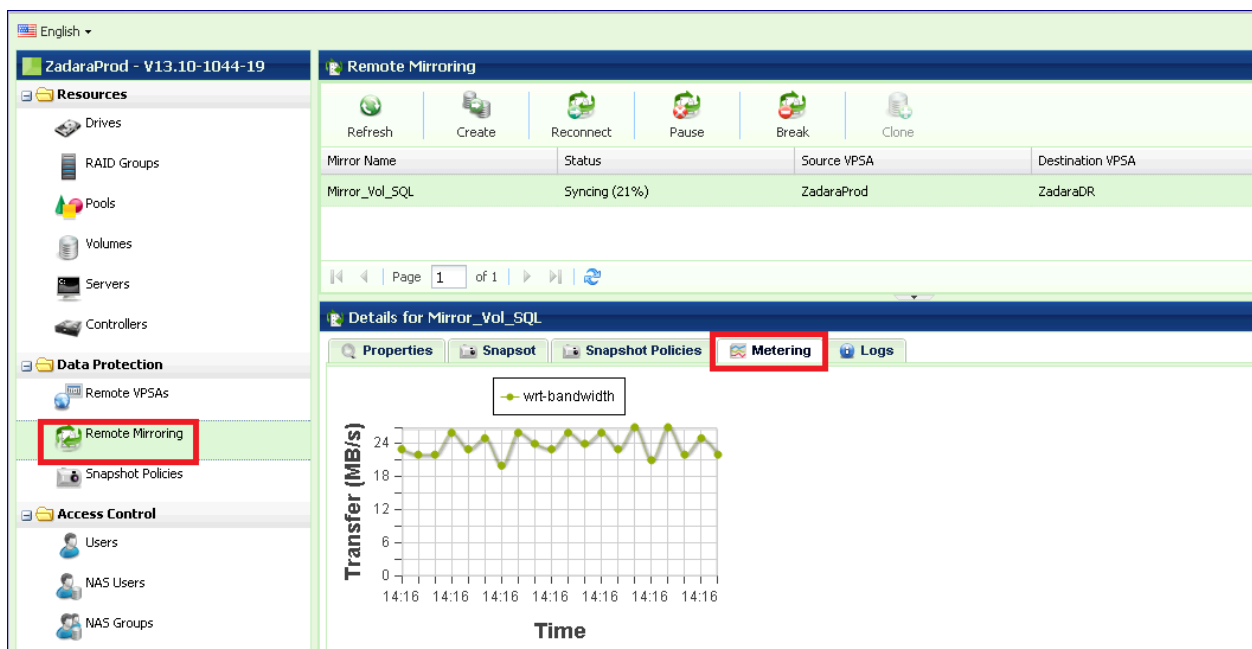 English
ZadaraProd - V13.10-1044-19
Resources
Drives
RAID Groups
Pools
Volumes
Servers
Controllers
Data Protection
Remote VPSAs
Remote Mirroring
Snapshot Policies
Access Control
Users
NAS Users
NAS Groups
Remote Mirroring
Refresh Create Reconnect Pause Break Clone
Mirror Name Status Source VPSA Destination VPSA
Mirror_Vol_SQL Syncing (21%) ZadaraProd ZadaraDR
Page 1 of 1
Details for Mirror_Vol_SQL
Properties Snapsot Snapshot Policies Metering Logs
wrt-bandwidth
Transfer (MB/s)
24
18
12
6
0
14:16 14:16 14:16 14:16 14:16 14:16 14:16
Time